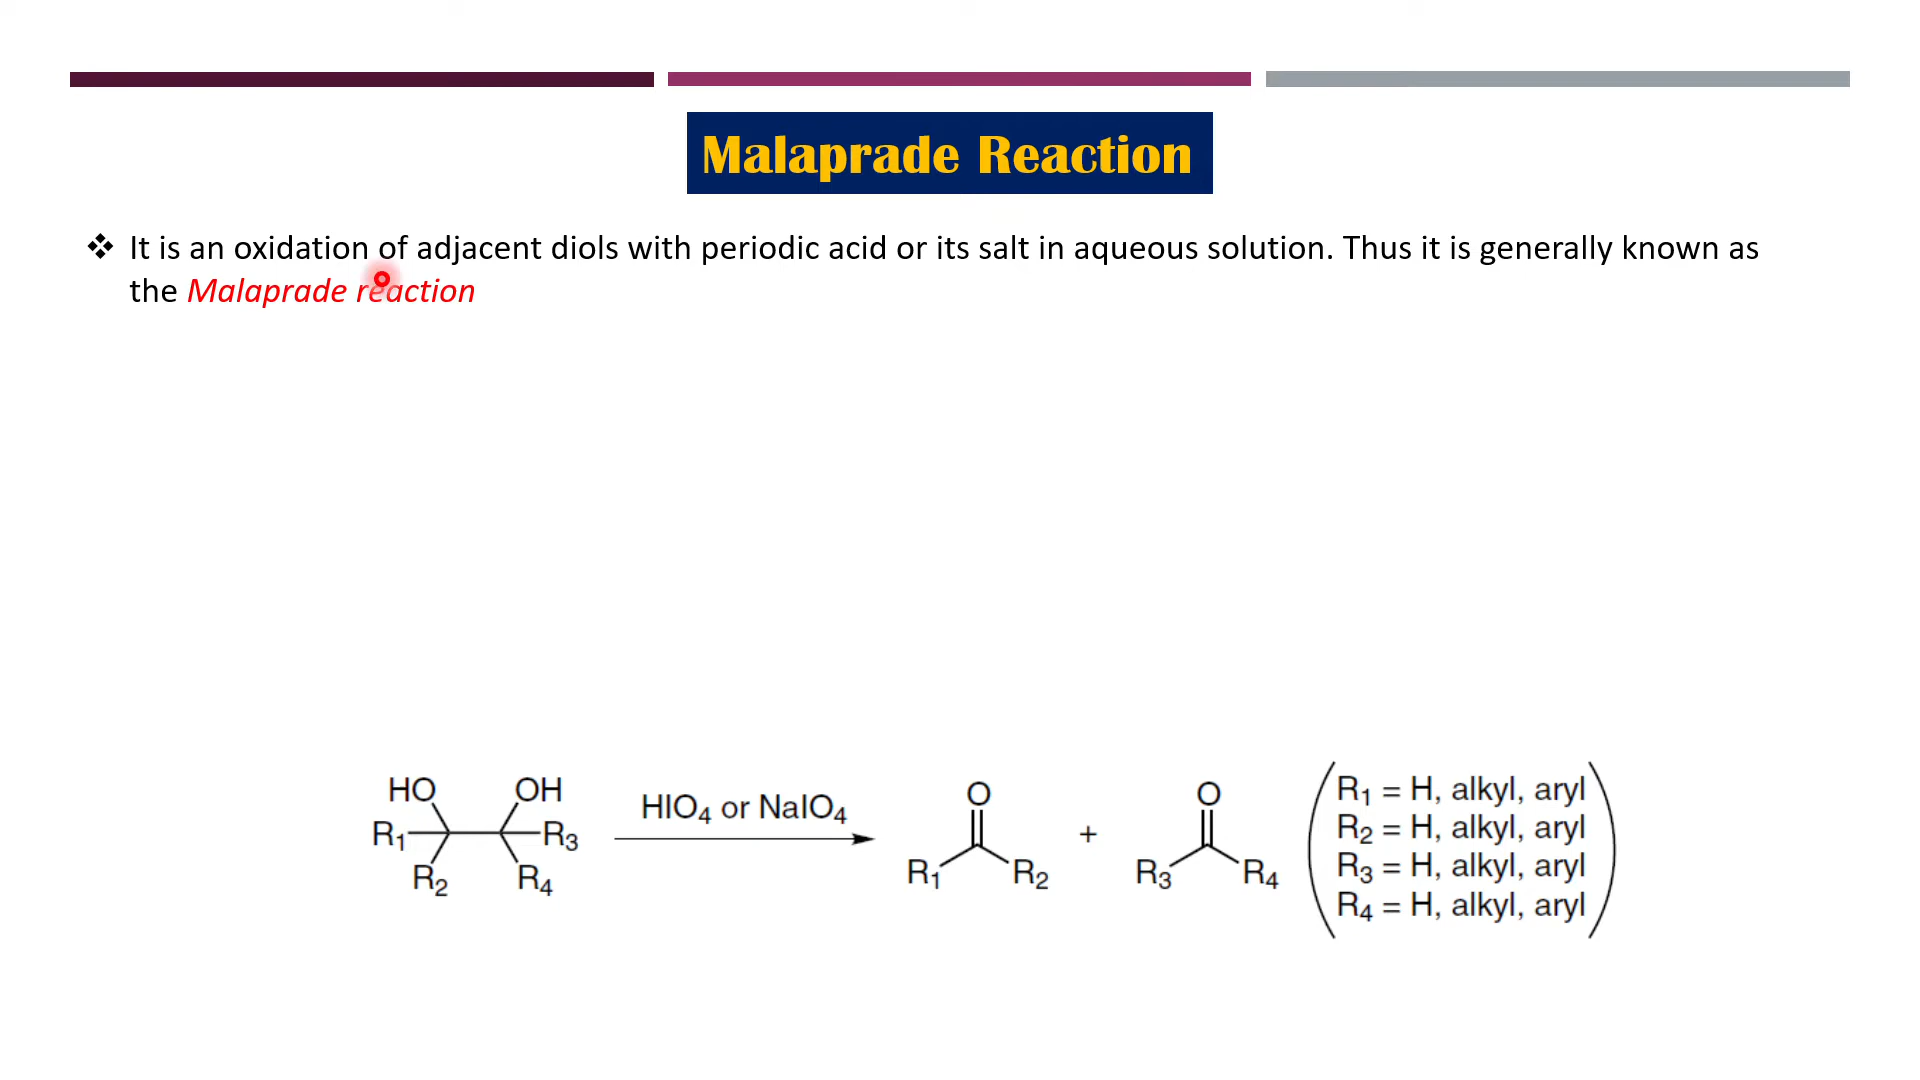 Malaprade Reaction
❖ It is an oxidation of adjacent diols with periodic acid or its salt in aqueous solution. Thus it is generally known as
the Malaprade reaction
HO OH
R₁ R₃
R₂ R₄
HIO₄ or NaIO₄
O
R₁ R₂
+
O
R₃ R₄
R₁ = H, alkyl, aryl
R₂ = H, alkyl, aryl
R₃ = H, alkyl, aryl
R₄ = H, alkyl, aryl